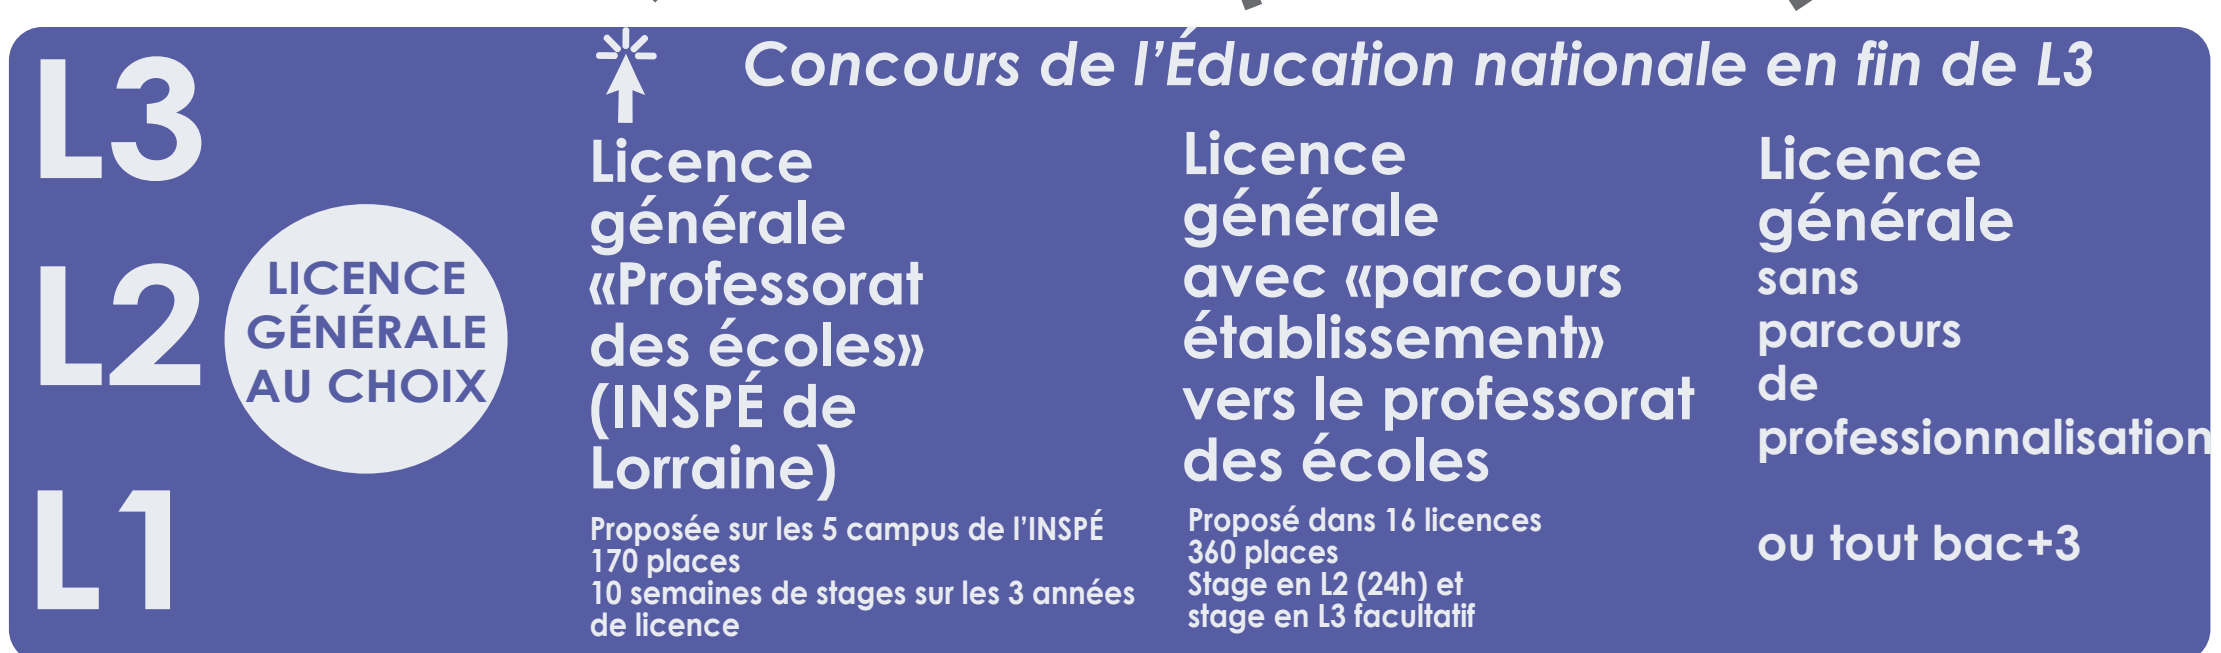 Concours de l’Éducation nationale en fin de L3
L3
L2
L1
LICENCE
GÉNÉRALE
AU CHOIX
Licence
générale
«Professorat
des écoles»
(INSPÉ de
Lorraine)
Proposée sur les 5 campus de l’INSPÉ
170 places
10 semaines de stages sur les 3 années
de licence
Licence
générale
avec «parcours
établissement»
vers le professorat
des écoles
Proposé dans 16 licences
360 places
Stage en L2 (24h) et
stage en L3 facultatif
Licence
générale
sans
parcours
de
professionnalisation
ou tout bac+3